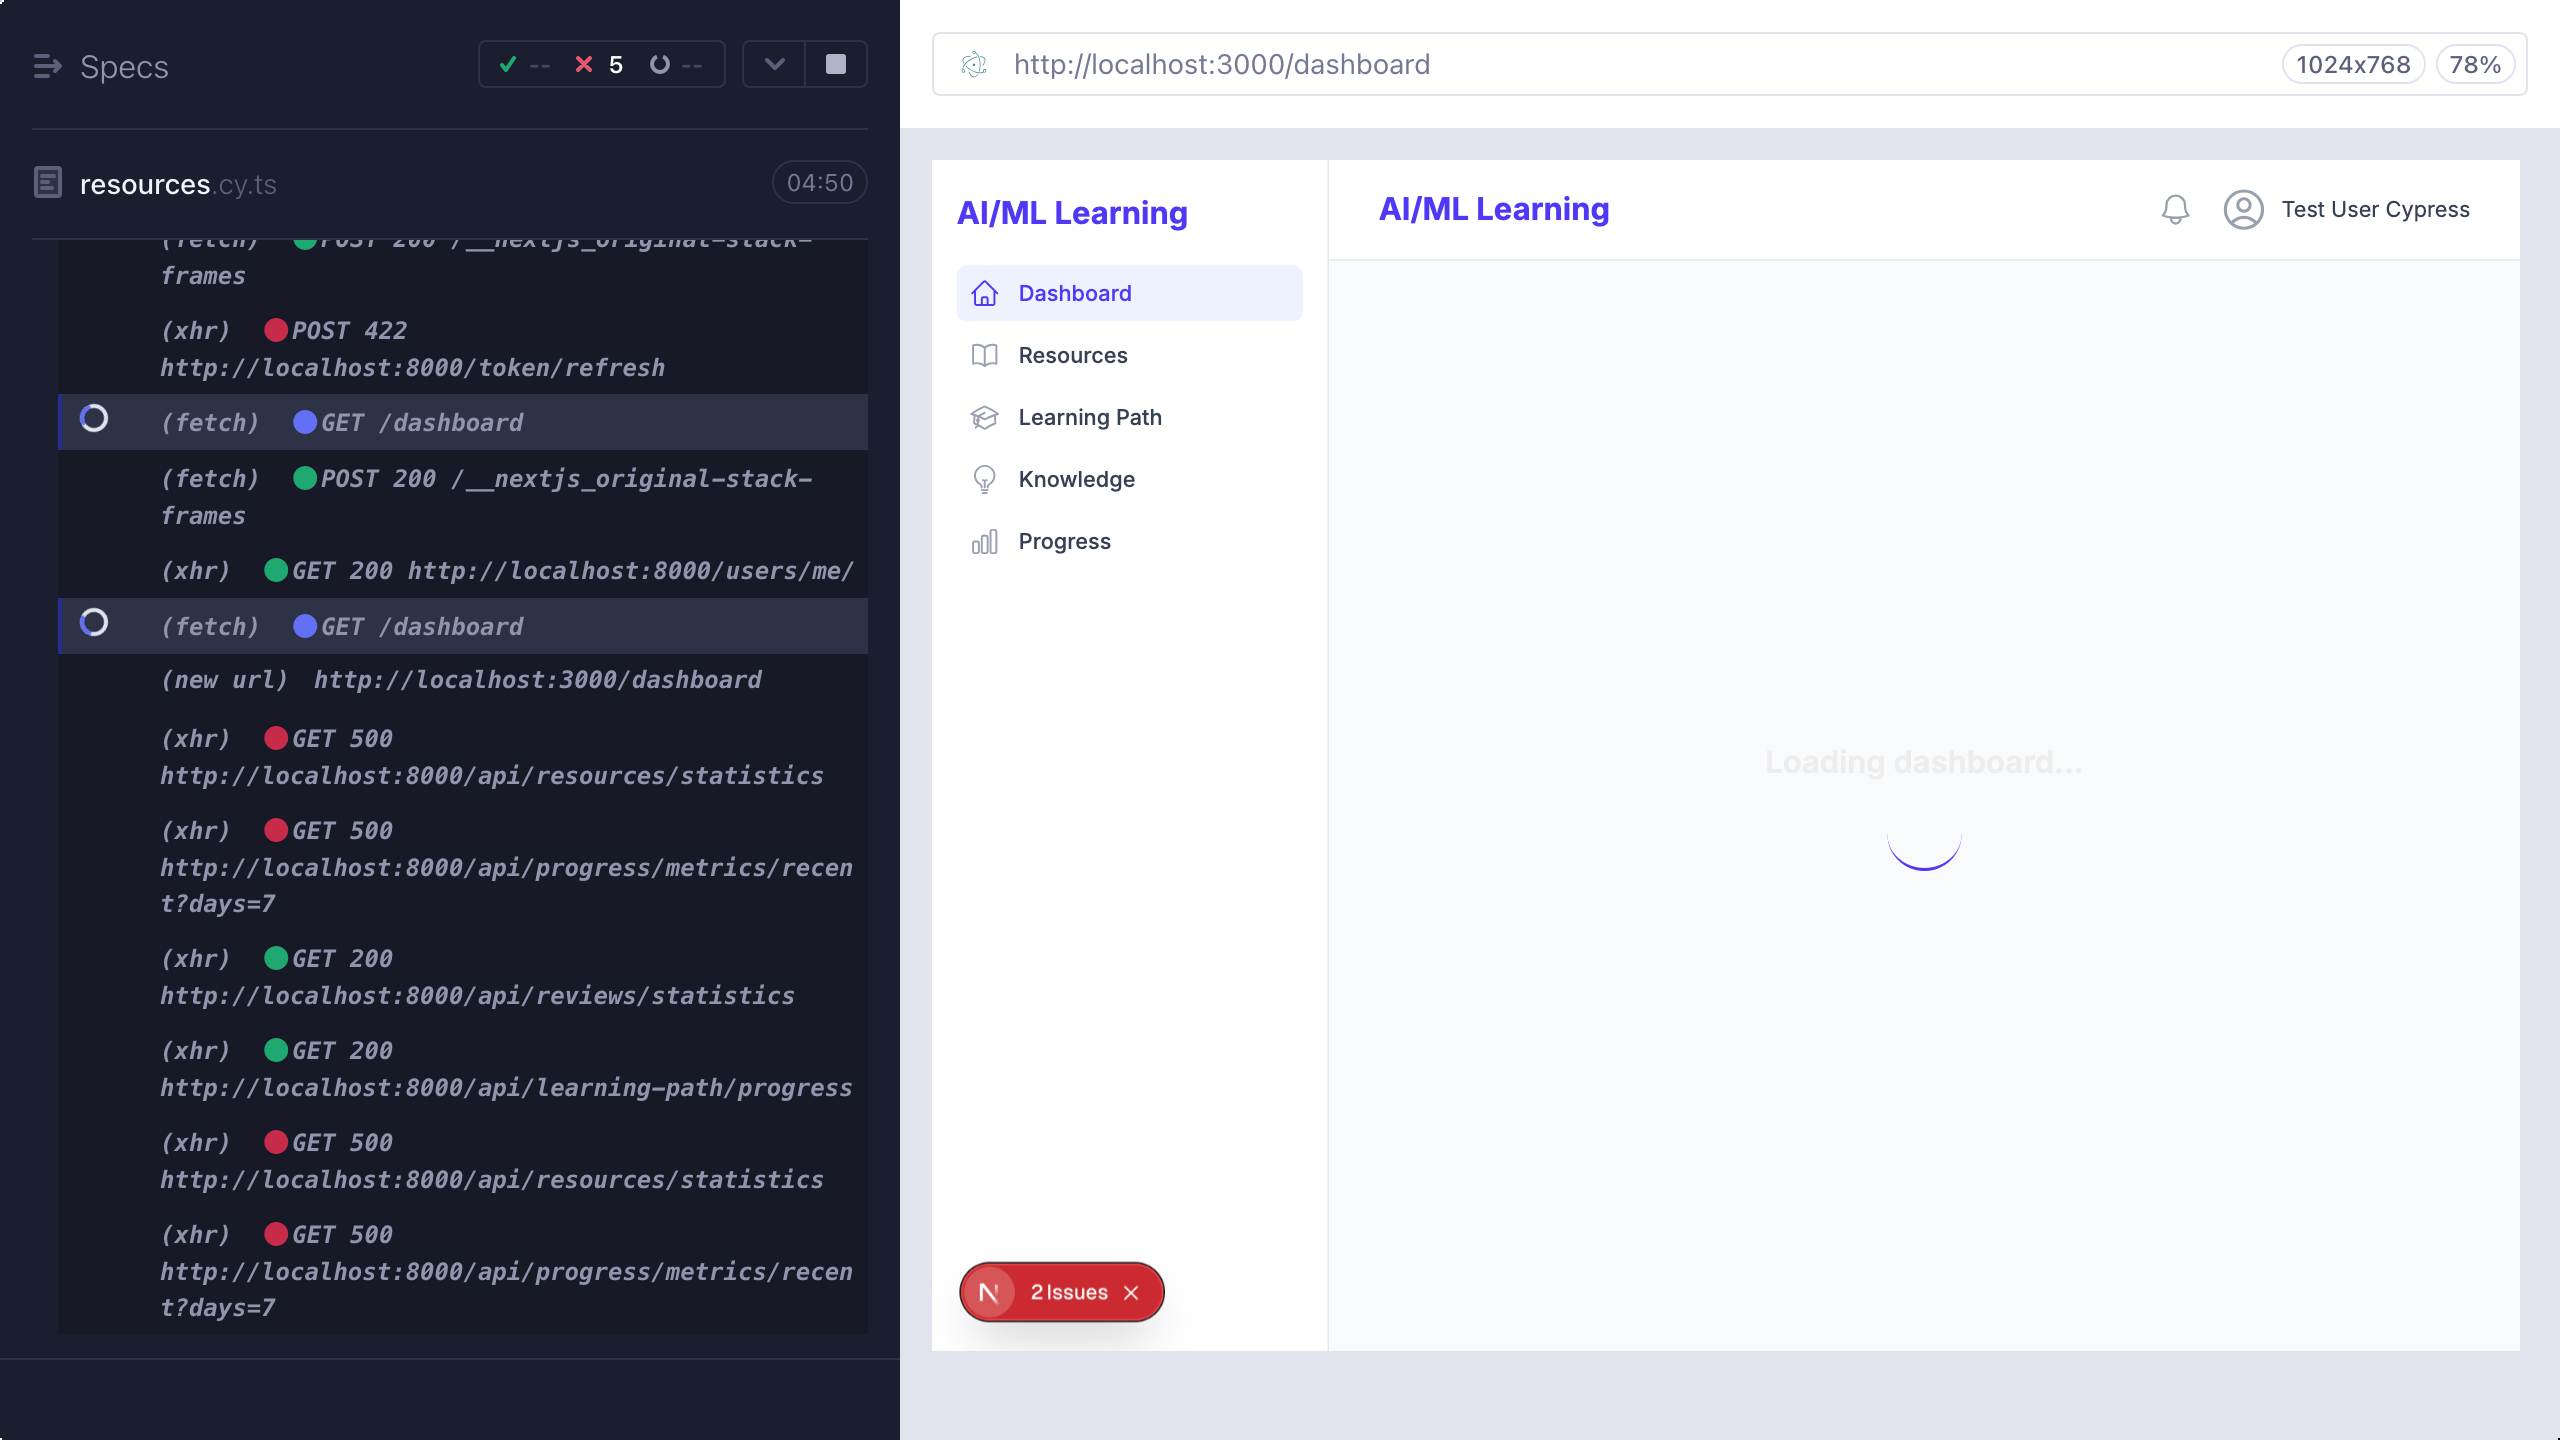 Specs
-- 5 --
resources.cy.ts
04:50
(fetch) POST 200 /__nextjs_original-stack-
frames
(xhr) POST 422
http://localhost:8000/token/refresh
(fetch) GET /dashboard
(fetch) POST 200 /__nextjs_original-stack-
frames
(xhr) GET 200 http://localhost:8000/users/me/
(fetch) GET /dashboard
(new url) http://localhost:3000/dashboard
(xhr) GET 500
http://localhost:8000/api/resources/statistics
(xhr) GET 500
http://localhost:8000/api/progress/metrics/recen
t?days=7
(xhr) GET 200
http://localhost:8000/api/reviews/statistics
(xhr) GET 200
http://localhost:8000/api/learning-path/progress
(xhr) GET 500
http://localhost:8000/api/resources/statistics
(xhr) GET 500
http://localhost:8000/api/progress/metrics/recen
t?days=7
http://localhost:3000/dashboard
1024x768
78%
AI/ML Learning
Dashboard
Resources
Learning Path
Knowledge
Progress
N 2 Issues
AI/ML Learning
Test User Cypress
Loading dashboard...